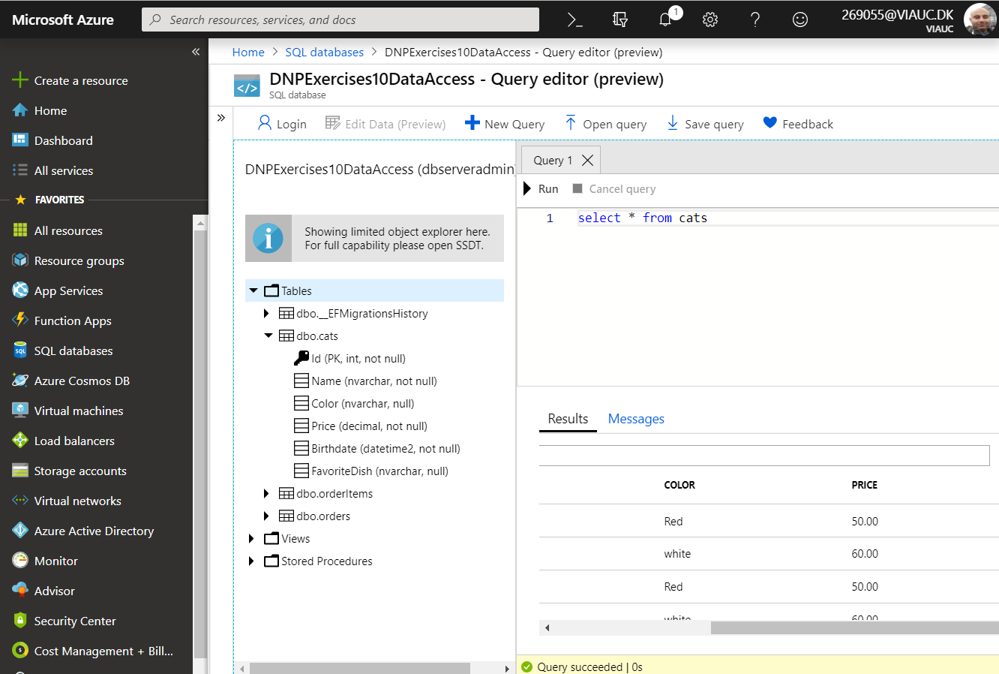 Microsoft Azure
Search resources, services, and docs
1
269055@VIAUC.DK
VIAUC
Create a resource
Home
Dashboard
All services
FAVORITES
All resources
Resource groups
App Services
Function Apps
SQL
SQL databases
Azure Cosmos DB
Virtual machines
Load balancers
Storage accounts
Virtual networks
Azure Active Directory
Monitor
Advisor
Security Center
Cost Management + Bill...
Home > SQL databases > DNPExercises10DataAccess - Query editor (preview)
DNPExercises10DataAccess - Query editor (preview)
SQL database
Login
Edit Data (Preview)
New Query
Open query
Save query
Feedback
DNPExercises10DataAccess (dbserveradmin)
Showing limited object explorer here.
For full capability please open SSDT.
Tables
dbo.__EFMigrationsHistory
dbo.cats
Id (PK, int, not null)
Name (nvarchar, not null)
Color (nvarchar, null)
Price (decimal, not null)
Birthdate (datetime2, not null)
FavoriteDish (nvarchar, null)
dbo.orderItems
dbo.orders
Views
Stored Procedures
Query 1
Run
Cancel query
1 select * from cats
Results
Messages
COLOR PRICE
Red 50.00
white 60.00
Red 50.00
white 60.00
Query succeeded | 0s